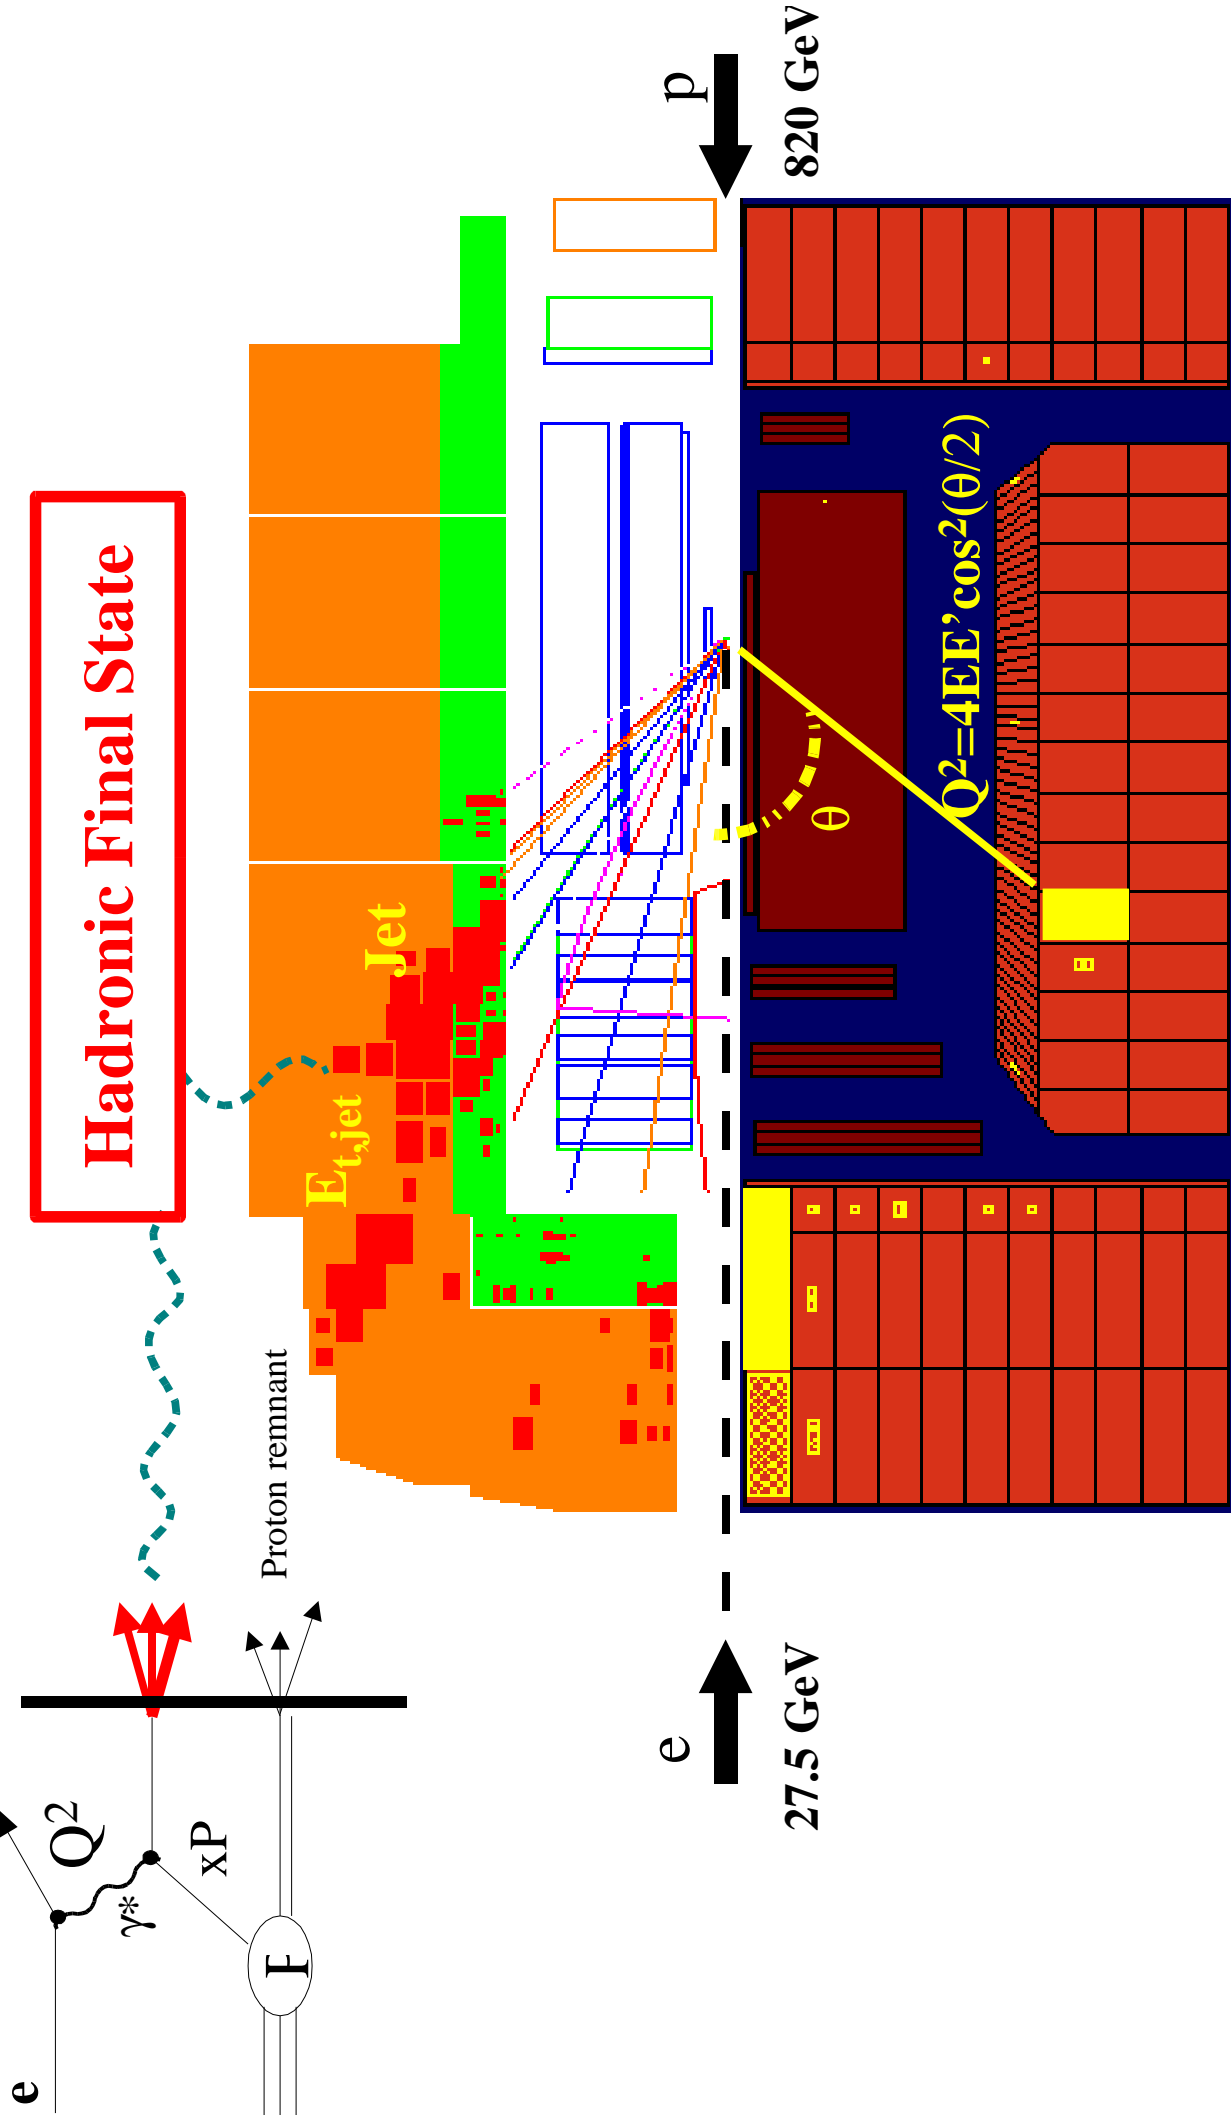 Hadronic Final State
e
Q²
γ*
xP
Proton remnant
Jet
E_t,jet
e
27.5 GeV
p
820 GeV
θ
Q²=4EE'cos²(θ/2)